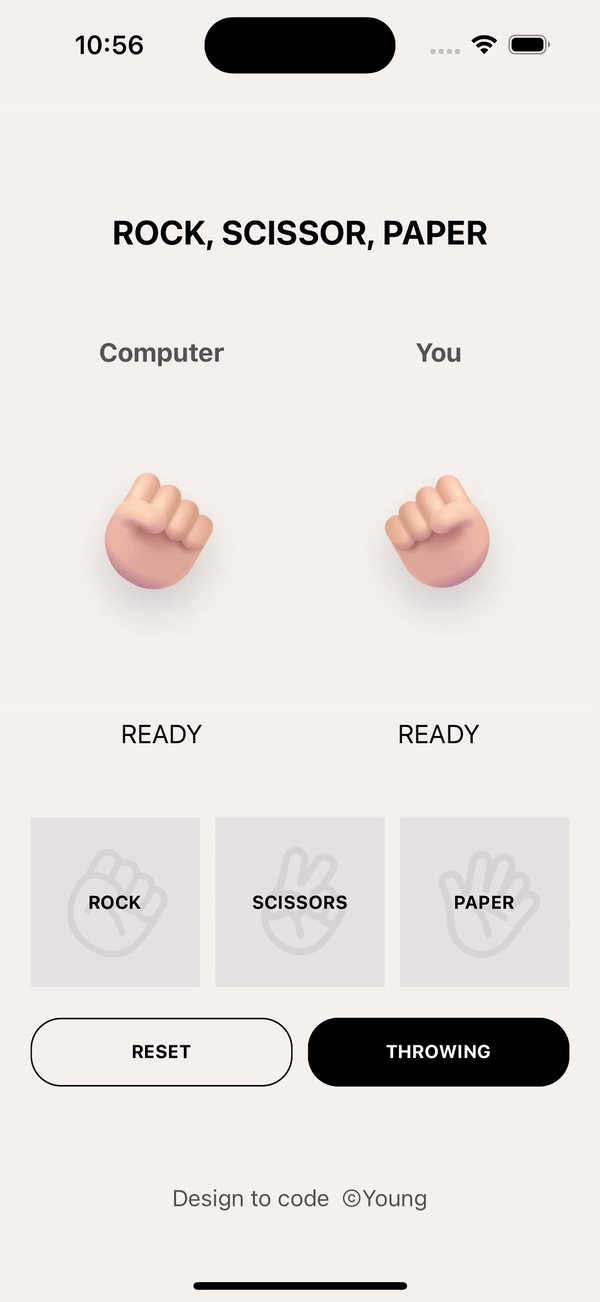 10:56
ROCK, SCISSOR, PAPER
Computer You
READY READY
ROCK SCISSORS PAPER
RESET THROWING
Design to code ©Young